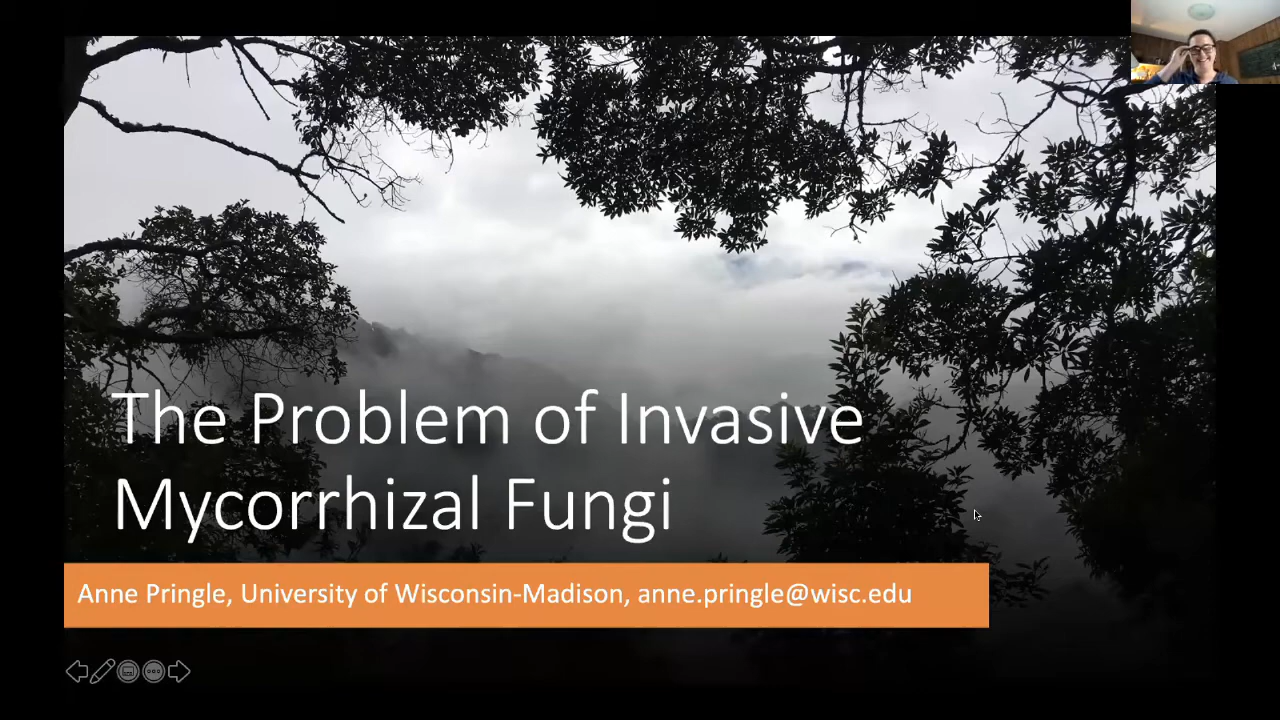 The Problem of Invasive
Mycorrhizal Fungi
Anne Pringle, University of Wisconsin-Madison, anne.pringle@wisc.edu